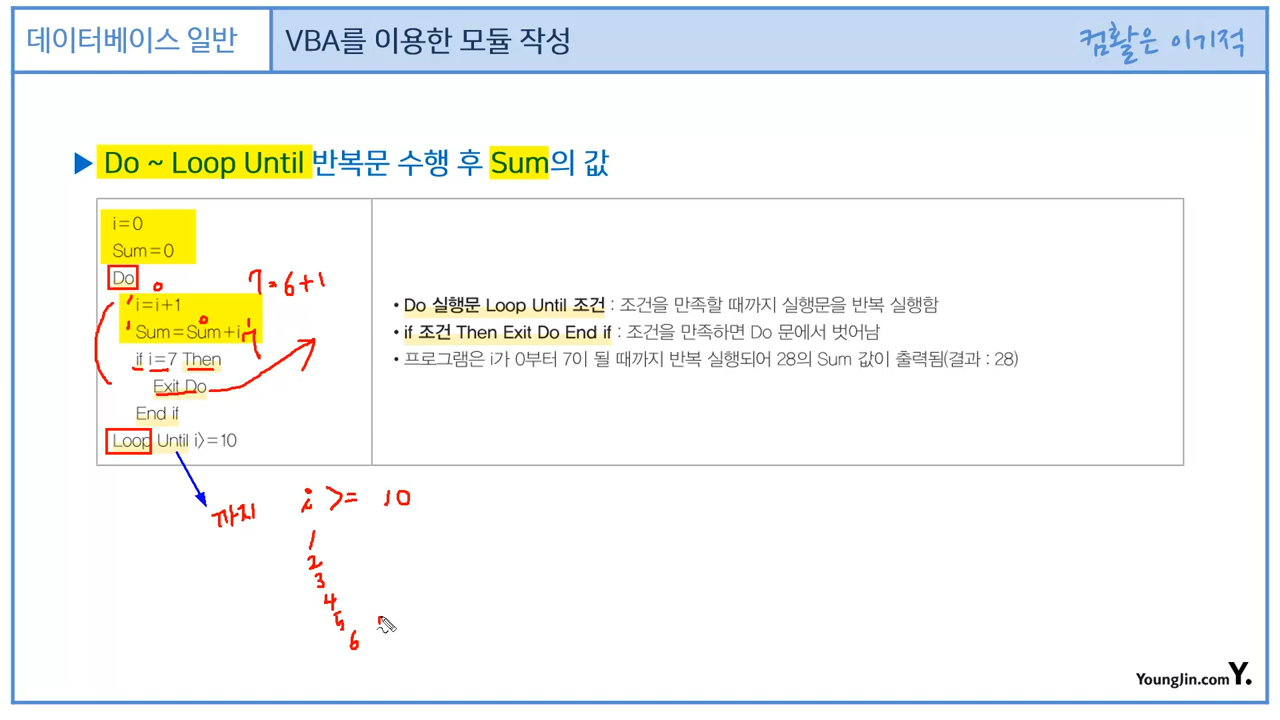 데이터베이스 일반
VBA를 이용한 모듈 작성
컴활은 이기적
▶ Do ~ Loop Until 반복문 수행 후 Sum의 값
i=0
Sum=0
Do
0
7=6+1
1
i=i+1
1
0
1
Sum=Sum+i
7
if i=7 Then
Exit Do
End if
Loop Until i>=10
• Do 실행문 Loop Until 조건 : 조건을 만족할 때까지 실행문을 반복 실행함
• if 조건 Then Exit Do End if : 조건을 만족하면 Do 문에서 벗어남
• 프로그램은 i가 0부터 7이 될 때까지 반복 실행되어 28의 Sum 값이 출력됨(결과 : 28)
까지
i >= 10
1
2
3
4
5
6
YoungJin.com Y.